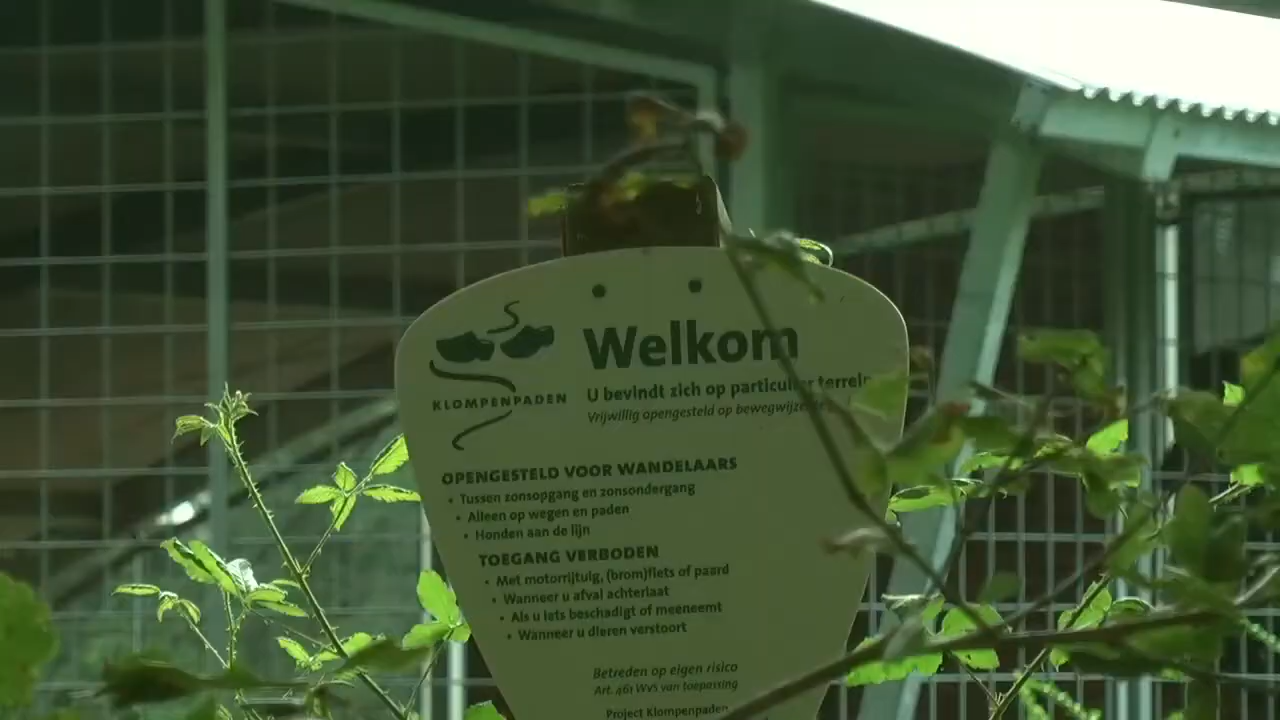 Welkom
KLOMPENPADEN
U bevindt zich op particulier terrein
Vrijwillig opengesteld op
OPENGESTELD VOOR WANDELAARS
• Tussen zonsopgang en zonsondergang
• Alleen op wegen en paden
• Honden aan de lijn
TOEGANG VERBODEN
• Met motorrijtuig, (brom)fiets of paard
• Wanneer u afval achterlaat
• Als u iets beschadigt of meeneemt
• Wanneer u dieren verstoort
Betreden op eigen risico
Art. 461 WVS van toepassing
Project Klompenpaden